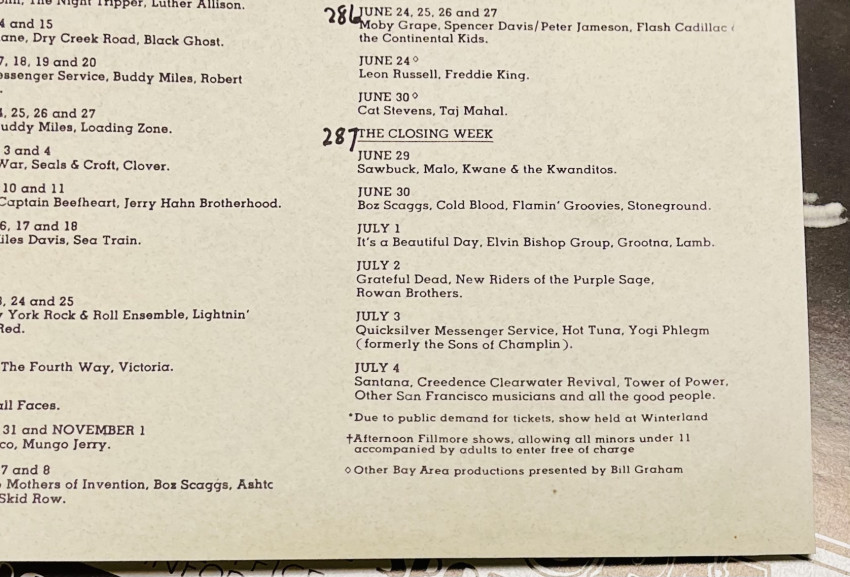 The Night Tripper, Luther Allison.
4 and 15
ane, Dry Creek Road, Black Ghost.
7, 18, 19 and 20
essenger Service, Buddy Miles, Robert
4, 25, 26 and 27
uddy Miles, Loading Zone.
3 and 4
War, Seals & Croft, Clover.
10 and 11
Captain Beefheart, Jerry Hahn Brotherhood.
6, 17 and 18
iles Davis, Sea Train.
3, 24 and 25
York Rock & Roll Ensemble, Lightnin'
Red.
The Fourth Way, Victoria.
all Faces.
31 and NOVEMBER 1
co, Mungo Jerry.
7 and 8
Mothers of Invention, Boz Scaggs, Ashtc
Skid Row.
286 JUNE 24, 25, 26 and 27
Moby Grape, Spencer Davis/Peter Jameson, Flash Cadillac
the Continental Kids.
JUNE 24◊
Leon Russell, Freddie King.
JUNE 30◊
Cat Stevens, Taj Mahal.
287 THE CLOSING WEEK
JUNE 29
Sawbuck, Malo, Kwane & the Kwanditos.
JUNE 30
Boz Scaggs, Cold Blood, Flamin' Groovies, Stoneground.
JULY 1
It's a Beautiful Day, Elvin Bishop Group, Grootna, Lamb.
JULY 2
Grateful Dead, New Riders of the Purple Sage,
Rowan Brothers.
JULY 3
Quicksilver Messenger Service, Hot Tuna, Yogi Phlegm
(formerly the Sons of Champlin).
JULY 4
Santana, Creedence Clearwater Revival, Tower of Power,
Other San Francisco musicians and all the good people.
*Due to public demand for tickets, show held at Winterland
†Afternoon Fillmore shows, allowing all minors under 11
accompanied by adults to enter free of charge
◊Other Bay Area productions presented by Bill Graham